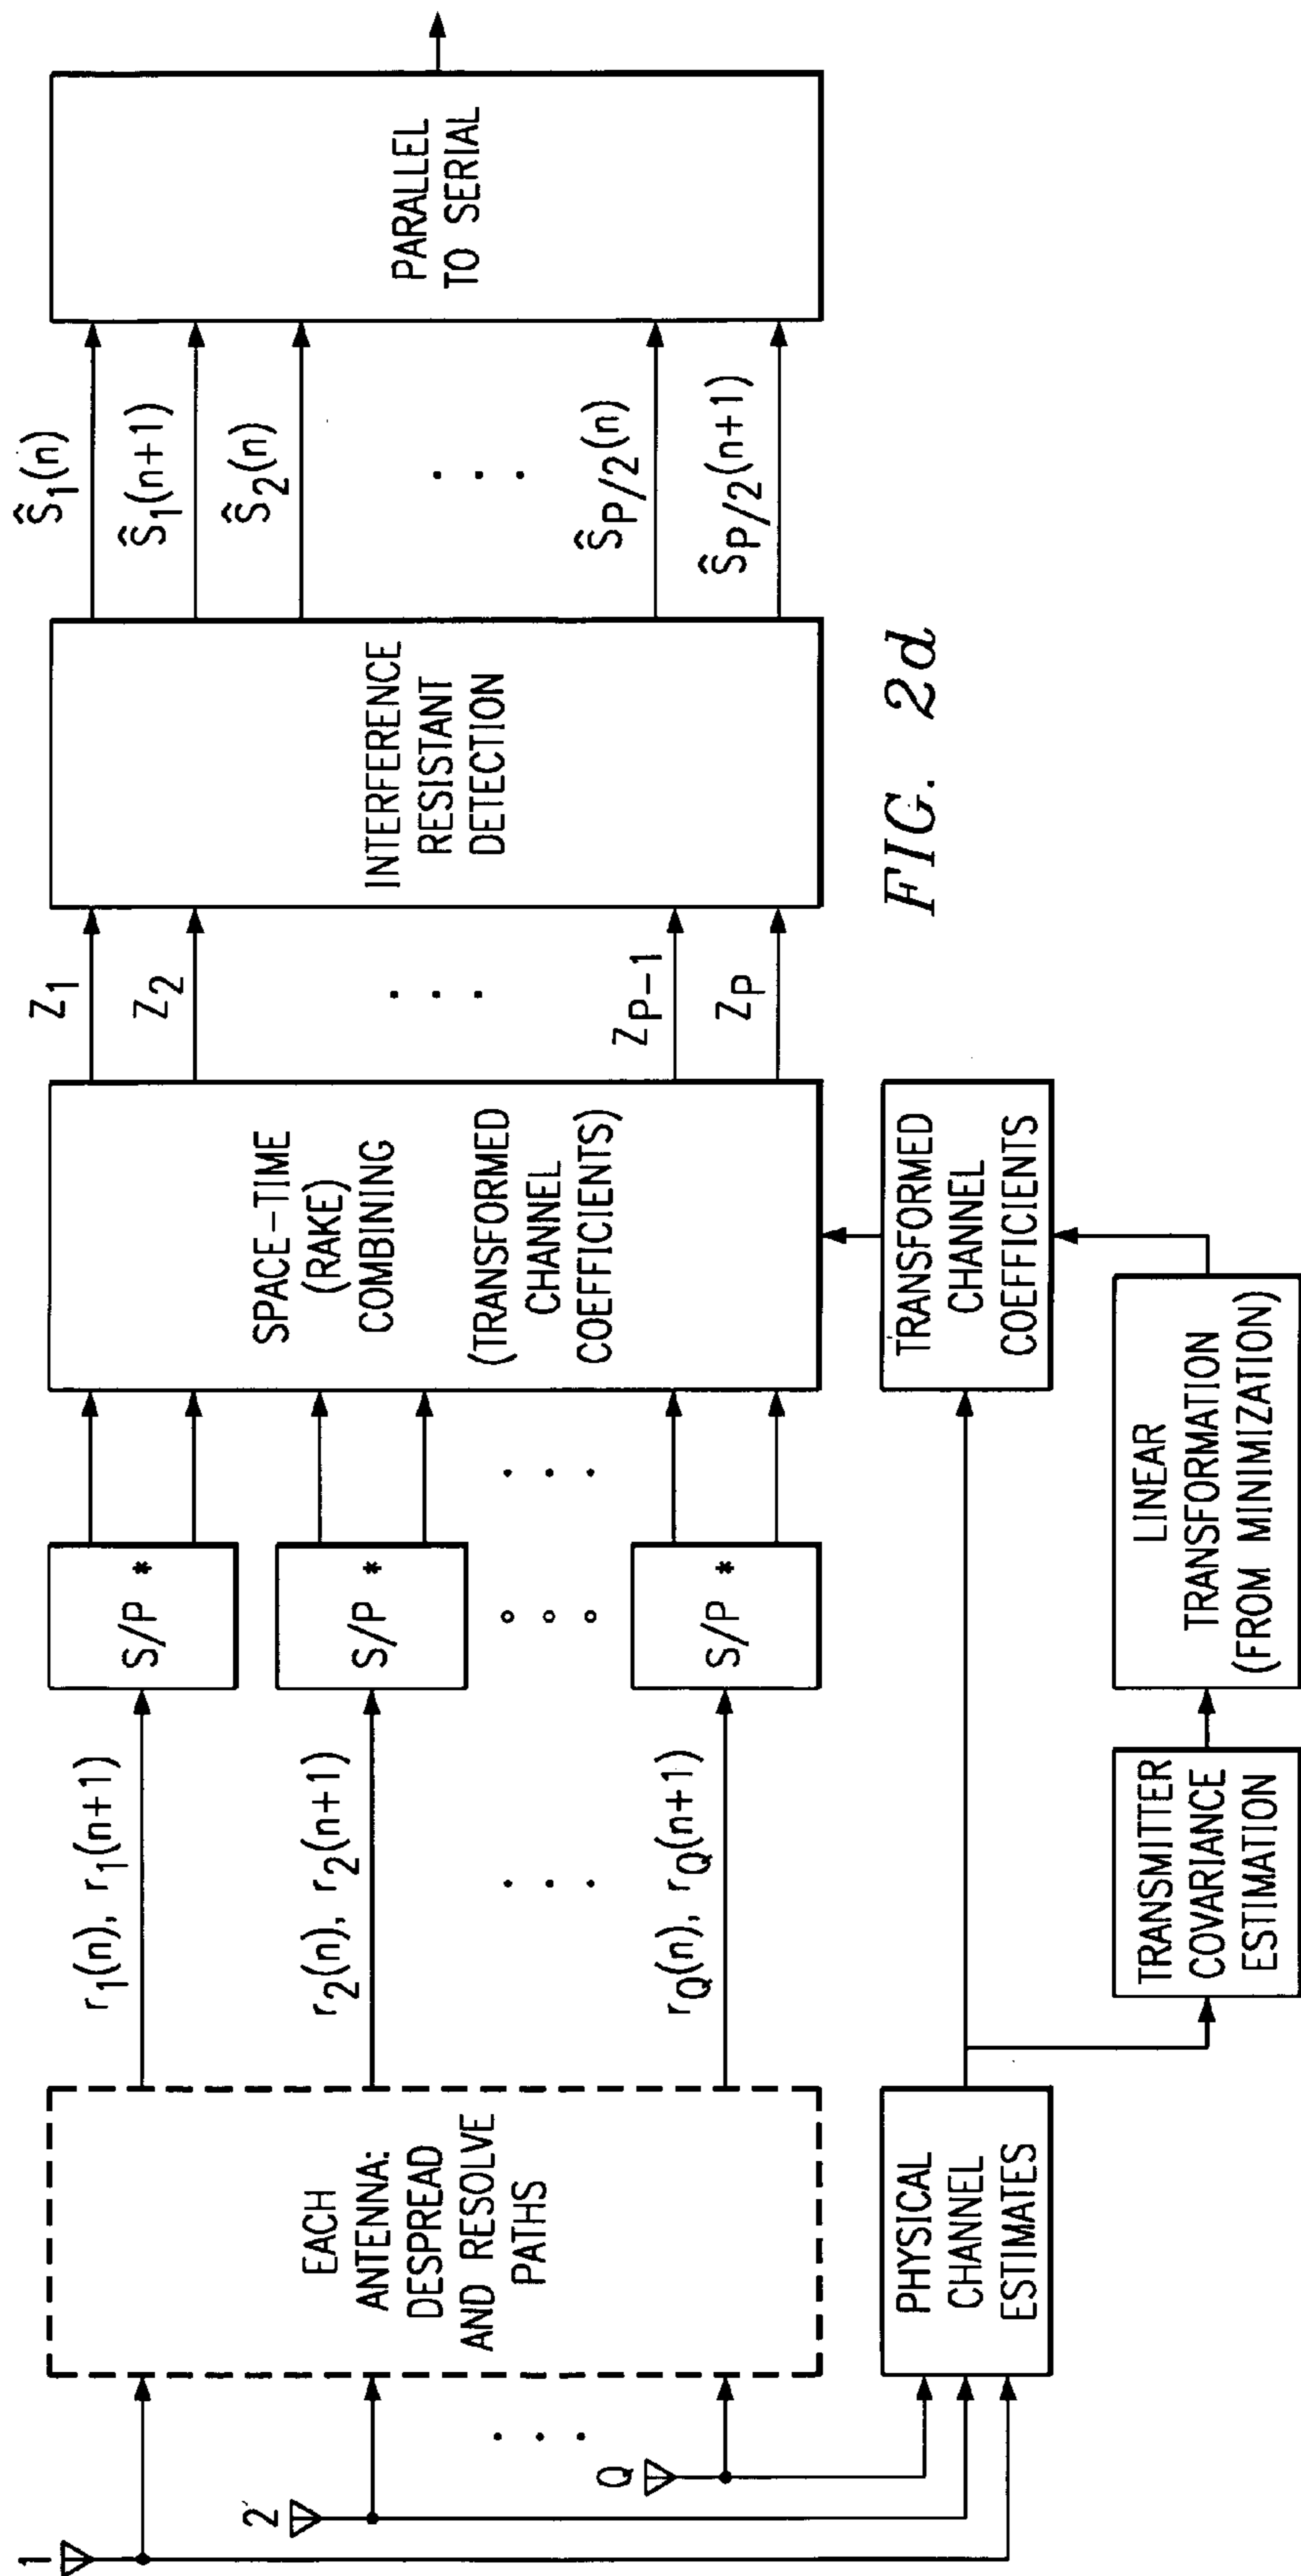 1
2
Q
EACH
ANTENNA:
DESPREAD
AND RESOLVE
PATHS
r1(n), r1(n+1)
r2(n), r2(n+1)
. . .
rQ(n), rQ(n+1)
S/P *
S/P *
S/P *
SPACE-TIME
(RAKE)
COMBINING
(TRANSFORMED
CHANNEL
COEFFICIENTS)
Z1
Z2
. . .
ZP-1
ZP
INTERFERENCE
RESISTANT
DETECTION
Ŝ1(n)
Ŝ1(n+1)
Ŝ2(n)
. . .
ŜP/2(n)
ŜP/2(n+1)
PARALLEL
TO SERIAL
PHYSICAL
CHANNEL
ESTIMATES
TRANSFORMED
CHANNEL
COEFFICIENTS
TRANSMITTER
COVARIANCE
ESTIMATION
LINEAR
TRANSFORMATION
(FROM MINIMIZATION)
FIG. 2d